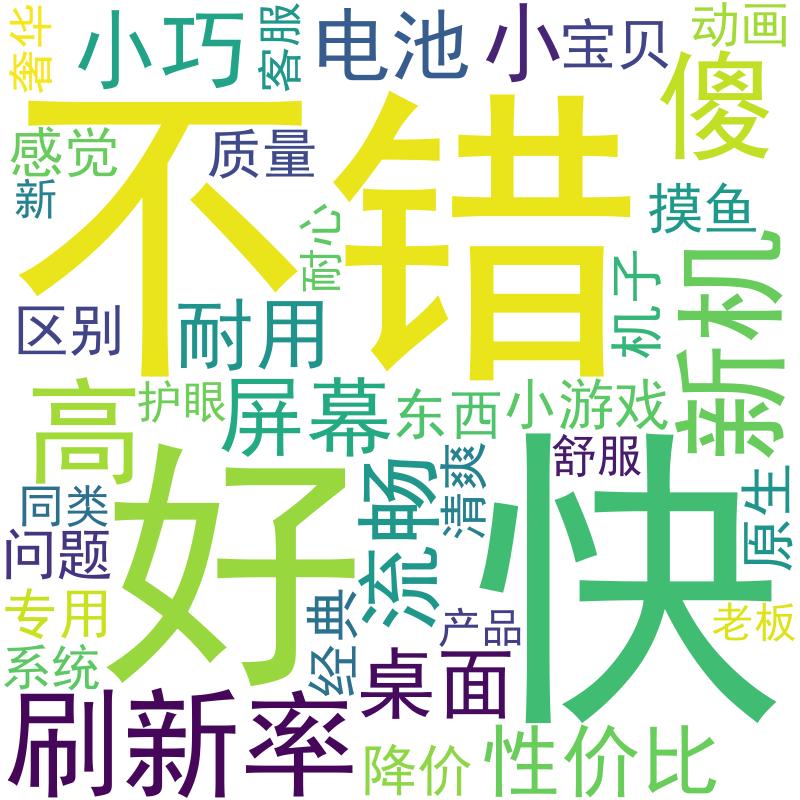 奢华
小巧
客服
电池
小宝贝
动画
傻
不错
感觉
质量
新
耐心
摸鱼
新机
机子
区别
耐用
高
护眼
屏幕
东西
小游戏
好
快
流畅
清爽
舒服
原生
同类
问题
专用
经典
产品
老板
系统
桌面
刷新率
降价
性价比